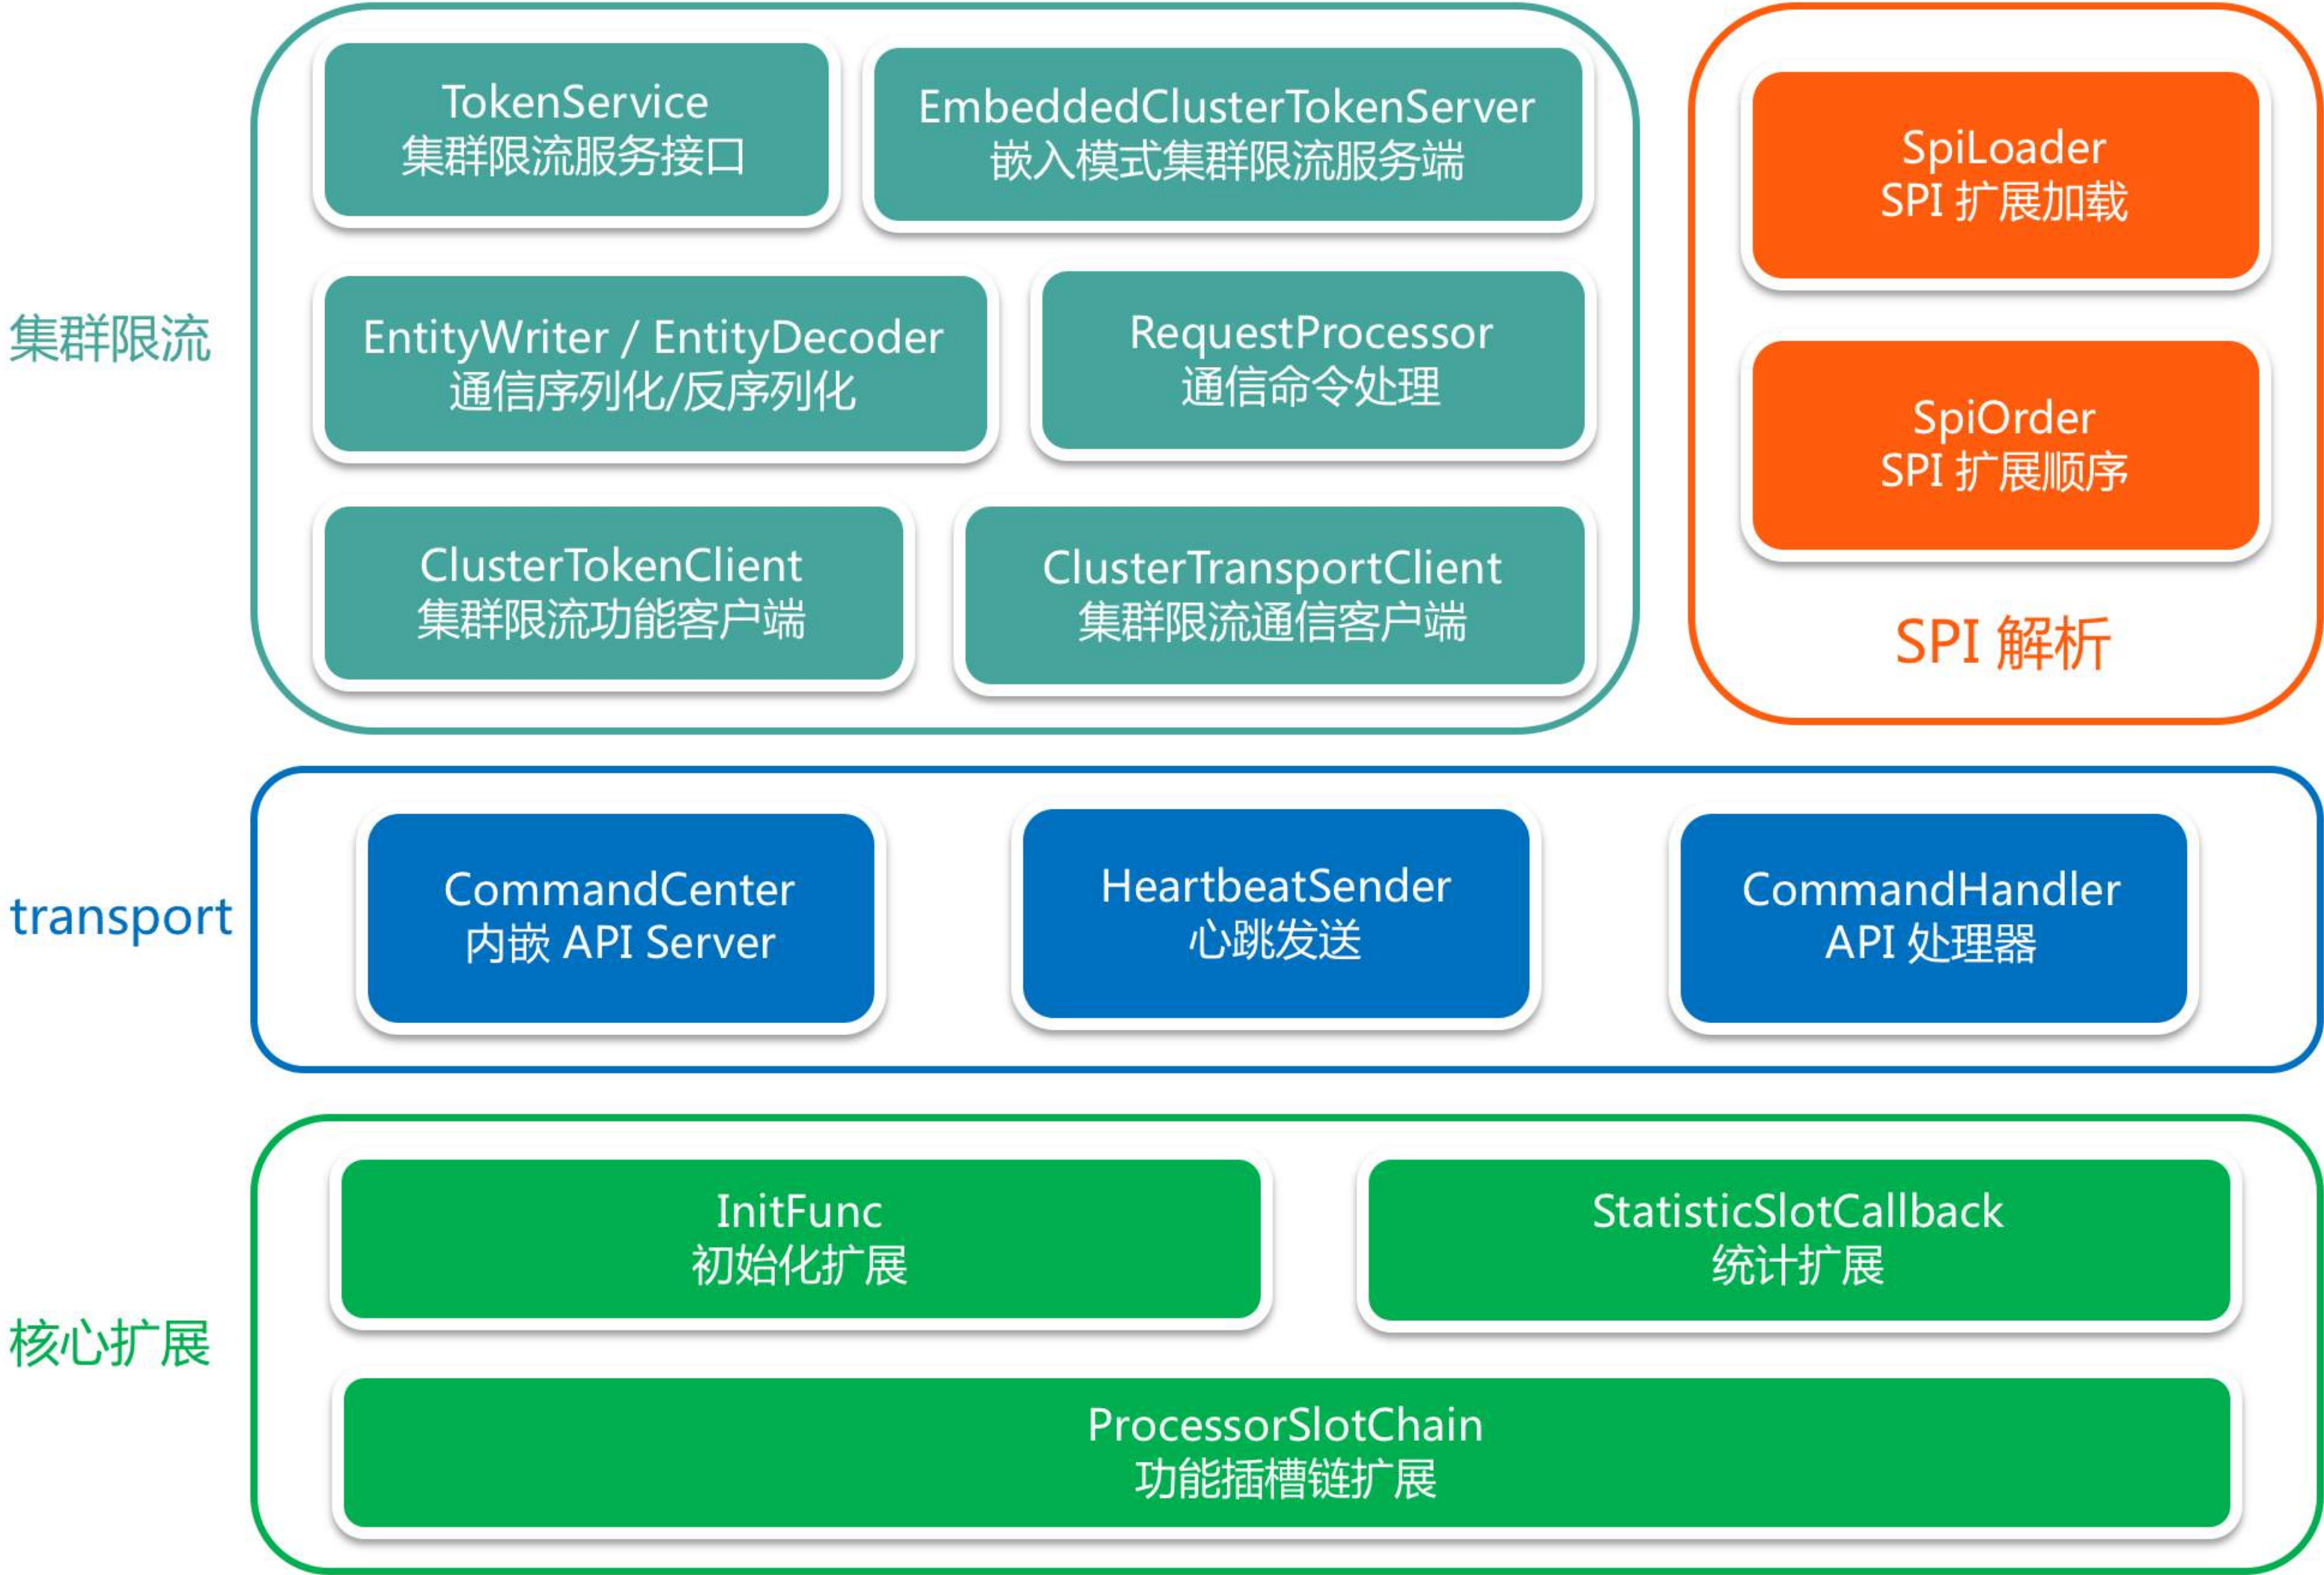 集群限流
TokenService
集群限流服务接口
EmbeddedClusterTokenServer
嵌入模式集群限流服务端
EntityWriter / EntityDecoder
通信序列化/反序列化
RequestProcessor
通信命令处理
ClusterTokenClient
集群限流功能客户端
ClusterTransportClient
集群限流通信客户端
SpiLoader
SPI 扩展加载
SpiOrder
SPI 扩展顺序
SPI 解析
transport
CommandCenter
内嵌 API Server
HeartbeatSender
心跳发送
CommandHandler
API 处理器
核心扩展
InitFunc
初始化扩展
StatisticSlotCallback
统计扩展
ProcessorSlotChain
功能插槽链扩展